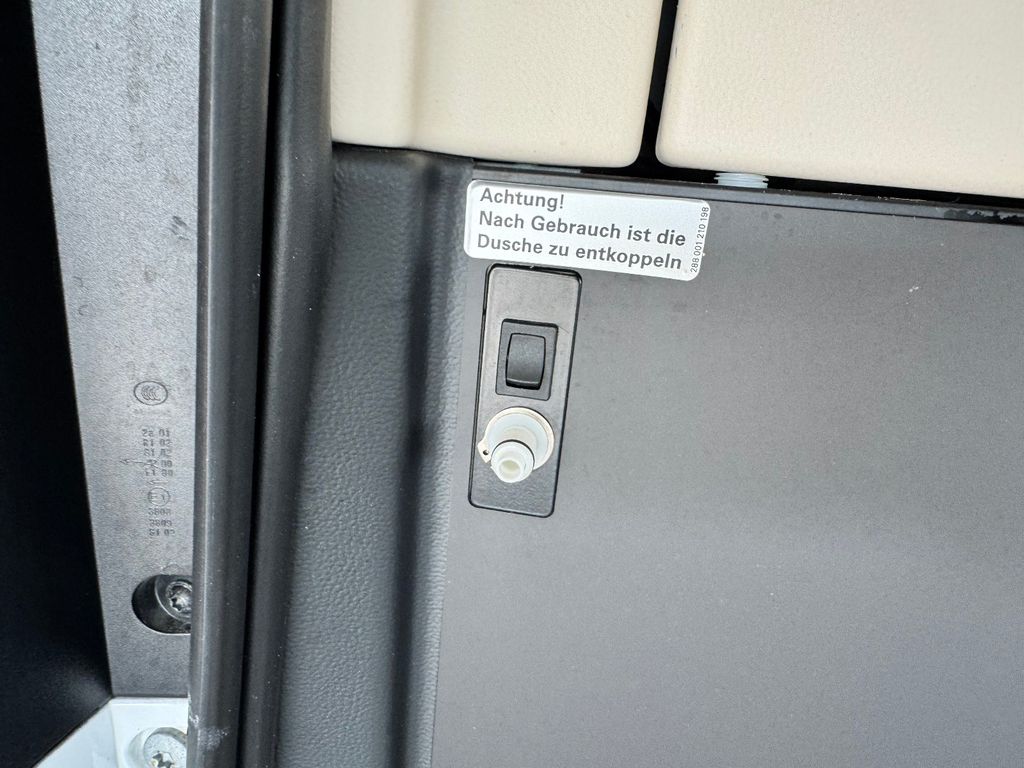 Achtung!
Nach Gebrauch ist die
Dusche zu entkoppeln
288 001 210 198